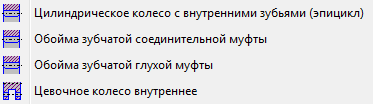 Цилиндрическое колесо с внутренними зубьями (эпицикл)
Обойма зубчатой соединительной муфты
Обойма зубчатой глухой муфты
Цевочное колесо внутреннее